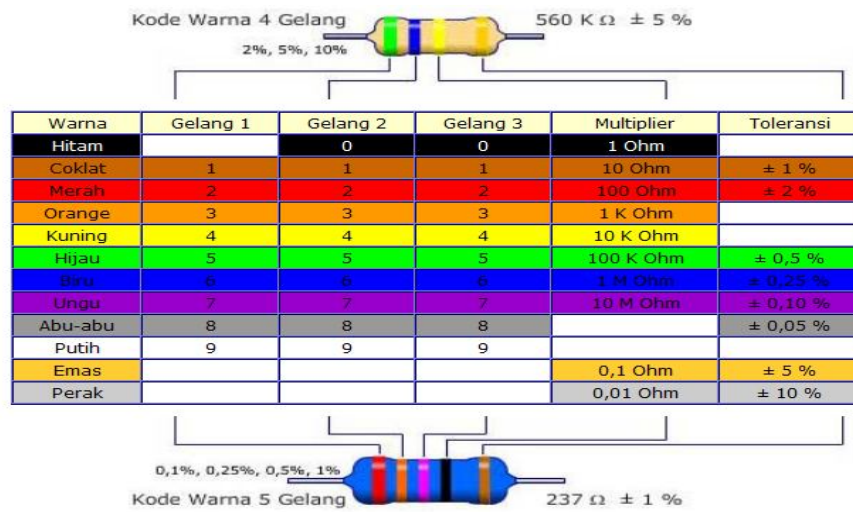 Kode Warna 4 Gelang 560 K Ω ± 5 %
2%, 5%, 10%
Warna Gelang 1 Gelang 2 Gelang 3 Multiplier Toleransi
Hitam 0 0 1 Ohm
Coklat 1 1 1 10 Ohm ± 1 %
Merah 2 2 2 100 Ohm ± 2 %
Orange 3 3 3 1 K Ohm
Kuning 4 4 4 10 K Ohm
Hijau 5 5 5 100 K Ohm ± 0,5 %
Biru 6 6 6 1 M Ohm ± 0,25 %
Ungu 7 7 7 10 M Ohm ± 0,10 %
Abu-abu 8 8 8 ± 0,05 %
Putih 9 9 9
Emas 0,1 Ohm ± 5 %
Perak 0,01 Ohm ± 10 %
0,1%, 0,25%, 0,5%, 1%
Kode Warna 5 Gelang 237 Ω ± 1 %